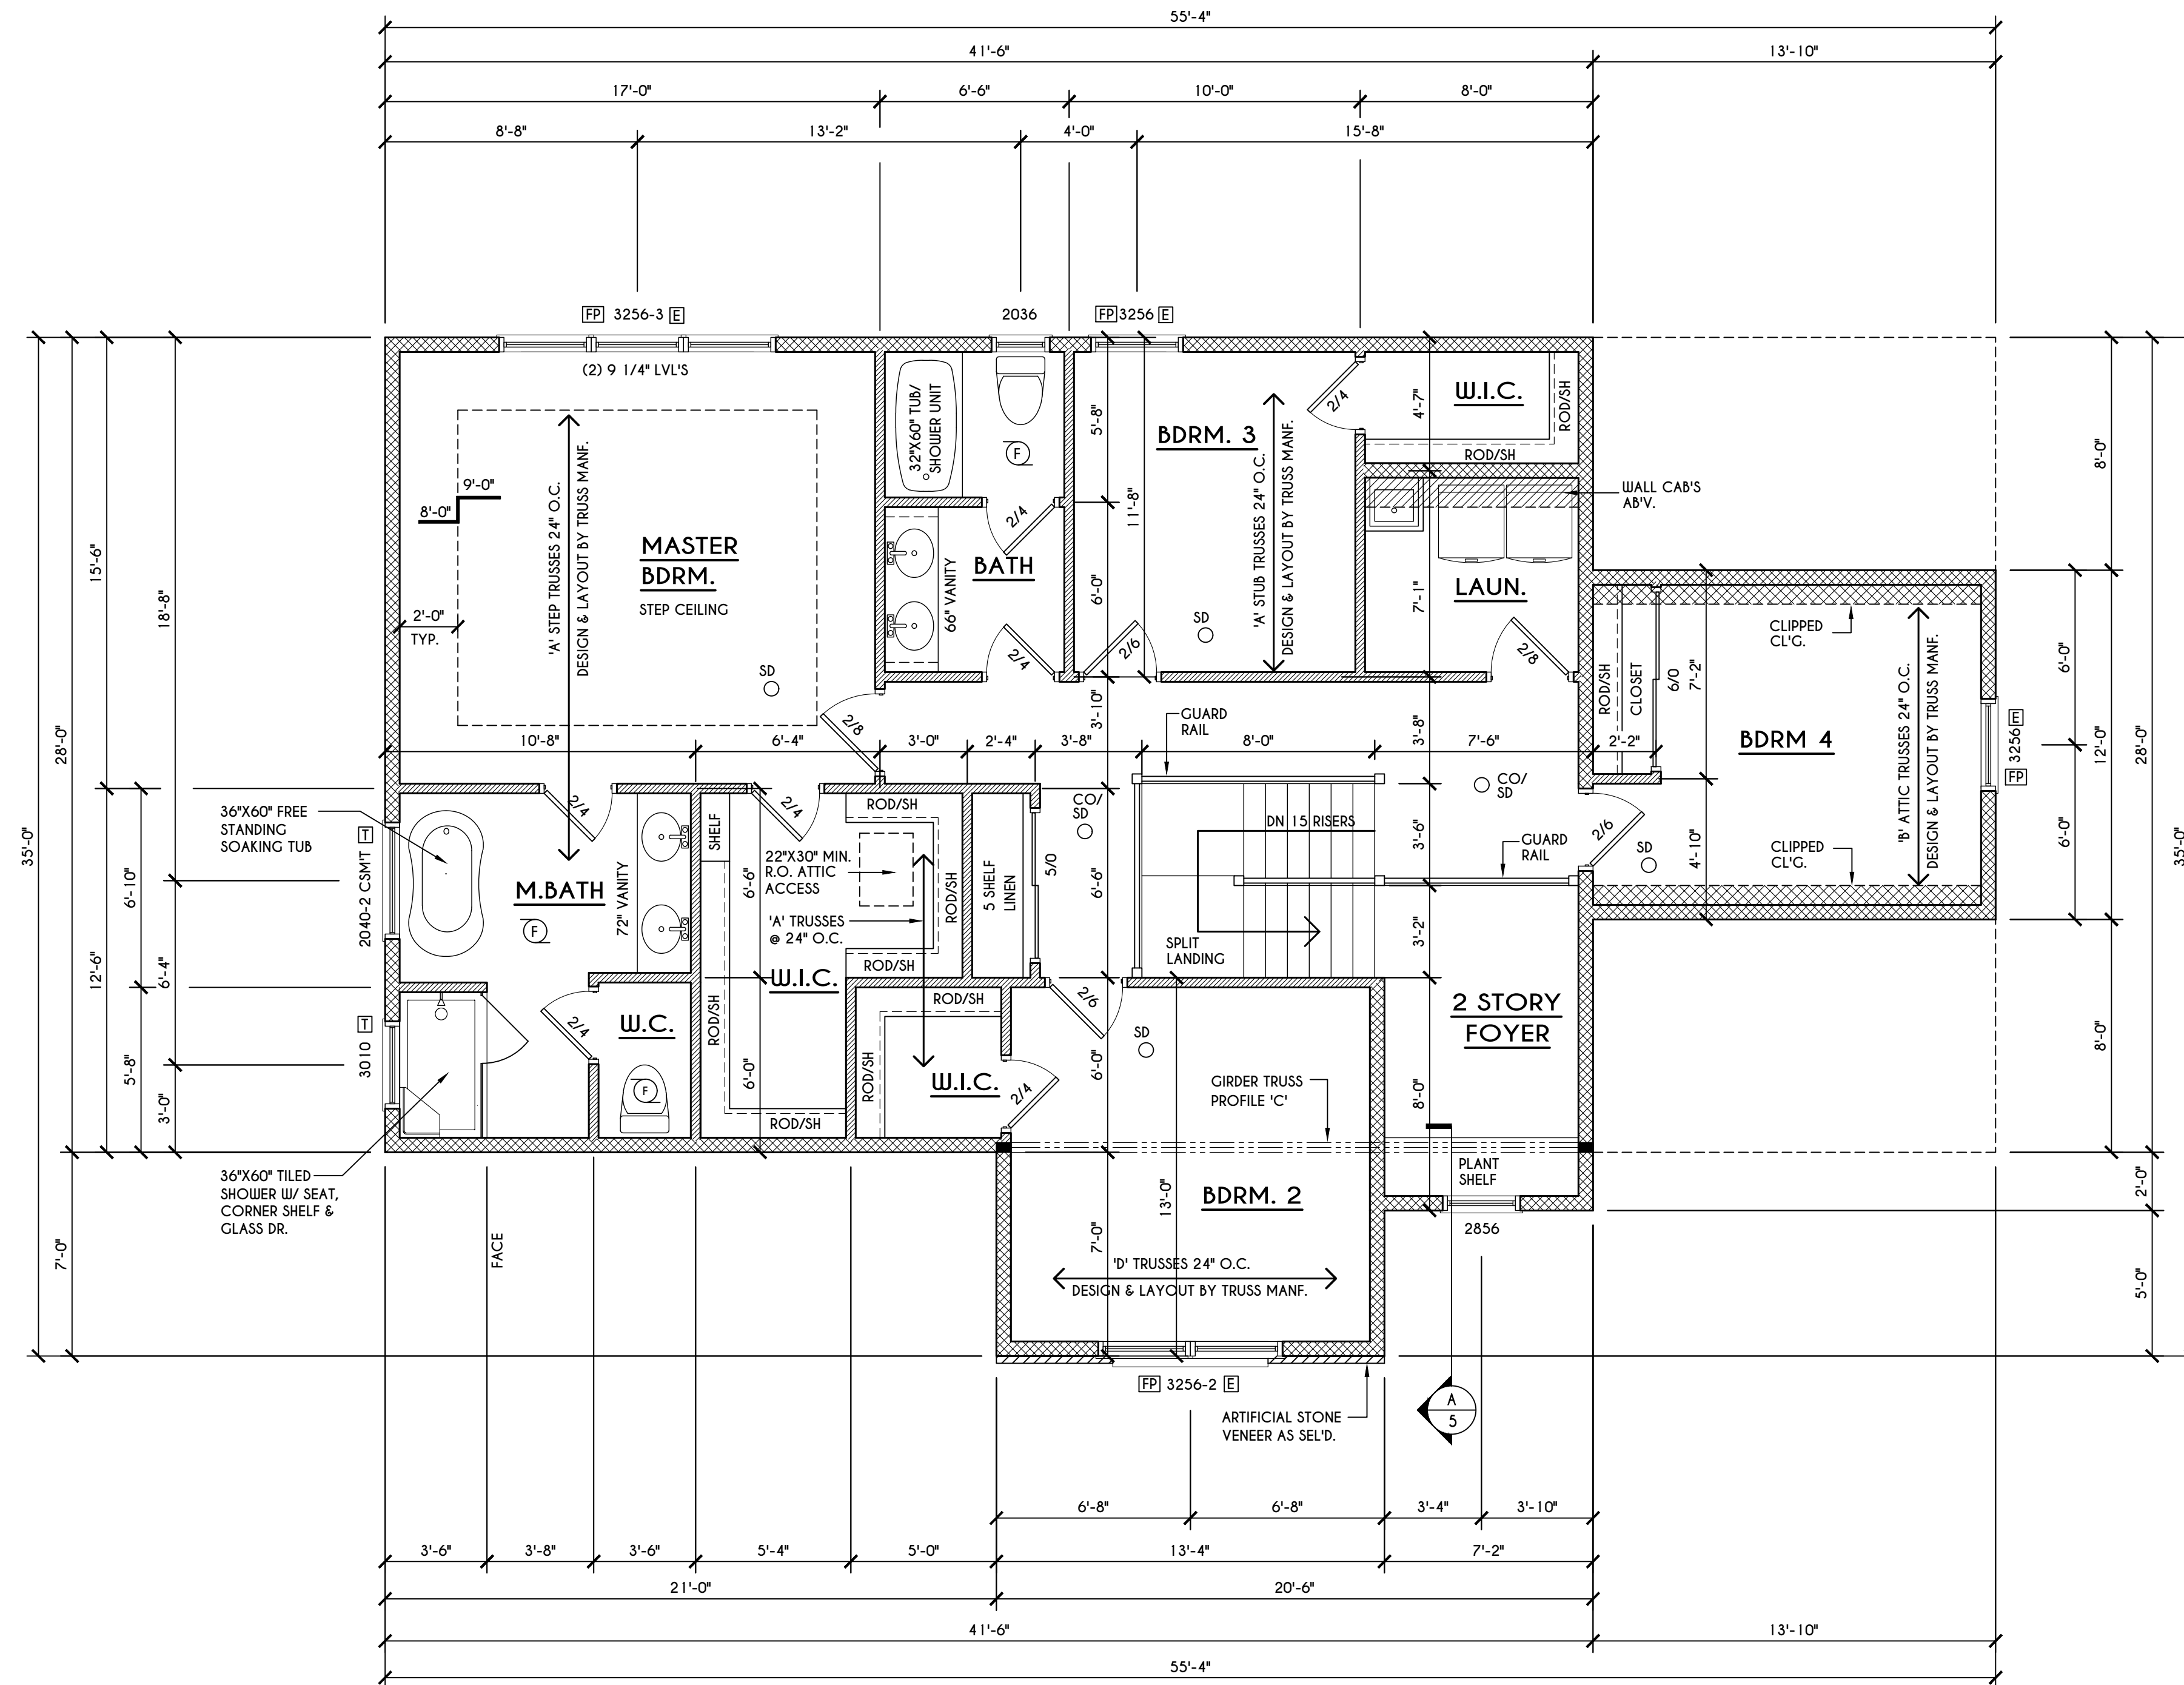 55'-4"
41'-6"
13'-10"
17'-0"
6'-6"
10'-0"
8'-0"
8'-8"
13'-2"
4'-0"
15'-8"
FP 3256-3 E
2036
FP 3256 E
(2) 9 1/4" LVL'S
32"X60" TUB/
SHOWER UNIT
F
5'-8"
BDRM. 3
2/4
4'-7"
W.I.C.
ROD/SH
ROD/SH
8'-0"
9'-0"
8'-0"
'A' STEP TRUSSES 24" O.C.
DESIGN & LAYOUT BY TRUSS MANF.
MASTER
BDRM.
STEP CEILING
2'-0"
TYP.
SD
2/4
BATH
66" VANITY
2/4
11'-8"
6'-0"
'A' STUB TRUSSES 24" O.C.
DESIGN & LAYOUT BY TRUSS MANF.
SD
2/6
WALL CAB'S
AB'V.
LAUN.
7'-1"
2/8
15'-6"
18'-8"
28'-0"
35'-0"
CLIPPED
CL'G.
ROD/SH
CLOSET
6/0
7'-2"
BDRM 4
'B' ATTIC TRUSSES 24" O.C.
DESIGN & LAYOUT BY TRUSS MANF.
E
3256
FP
6'-0"
6'-0"
12'-0"
28'-0"
35'-0"
2/8
3'-10"
GUARD
RAIL
3'-8"
10'-8"
6'-4"
3'-0"
2'-4"
3'-8"
8'-0"
7'-6"
2'-2"
36"X60" FREE
STANDING
SOAKING TUB
T
2040-2 CSM'T
2/4
M.BATH
F
72" VANITY
SHELF
2/4
ROD/SH
22"X30" MIN.
R.O. ATTIC
ACCESS
6'-6"
'A' TRUSSES
@ 24" O.C.
ROD/SH
ROD/SH
W.I.C.
5 SHELF
LINEN
5/0
CO/
SD
6'-6"
DN 15 RISERS
SPLIT
LANDING
CO/
SD
3'-6"
GUARD
RAIL
2/6
SD
4'-10"
CLIPPED
CL'G.
3'-2"
6'-10"
12'-6"
6'-4"
5'-8"
3'-0"
T
3010
2/4
W.C.
F
ROD/SH
6'-0"
ROD/SH
ROD/SH
ROD/SH
W.I.C.
2/4
2/6
SD
6'-0"
2 STORY
FOYER
GIRDER TRUSS
PROFILE 'C'
8'-0"
8'-0"
36"X60" TILED
SHOWER W/ SEAT,
CORNER SHELF &
GLASS DR.
FACE
7'-0"
PLANT
SHELF
BDRM. 2
13'-0"
7'-0"
2856
'D' TRUSSES 24" O.C.
DESIGN & LAYOUT BY TRUSS MANF.
2'-0"
5'-0"
FP 3256-2 E
ARTIFICIAL STONE
VENEER AS SEL'D.
A
5
6'-8"
6'-8"
3'-4"
3'-10"
3'-6"
3'-8"
3'-6"
5'-4"
5'-0"
13'-4"
7'-2"
21'-0"
20'-6"
41'-6"
13'-10"
55'-4"